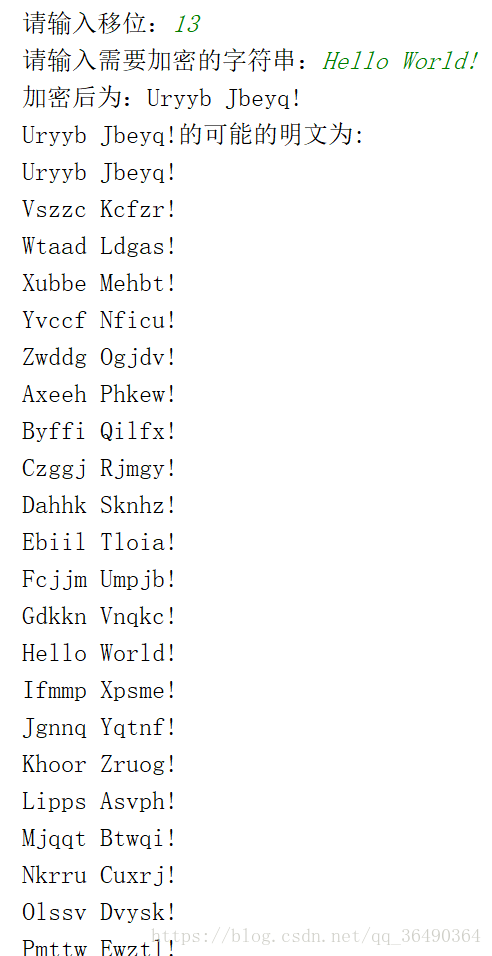 请输入移位：13
请输入需要加密的字符串：Hello World!
加密后为：Uryyb Jbeyq!
Uryyb Jbeyq!的可能的明文为:
Uryyb Jbeyq!
Vszzc Kcfzr!
Wtaad Ldgas!
Xubbe Mehbt!
Yvccf Nficu!
Zwddg Ogjdv!
Axeeh Phkew!
Byffi Qilfx!
Czggj Rjmgy!
Dahhk Sknhz!
Ebiil Tloia!
Fcjjm Umpjb!
Gdkkn Vnqkc!
Hello World!
Ifmmp Xpsme!
Jgnnq Yqtnf!
Khoor Zruog!
Lipps Asvph!
Mjqqt Btwqi!
Nkrru Cuxrj!
Olssv Dvysk!
https://blog.csdn.net/qq_36490364
Pmttw Ewztl!